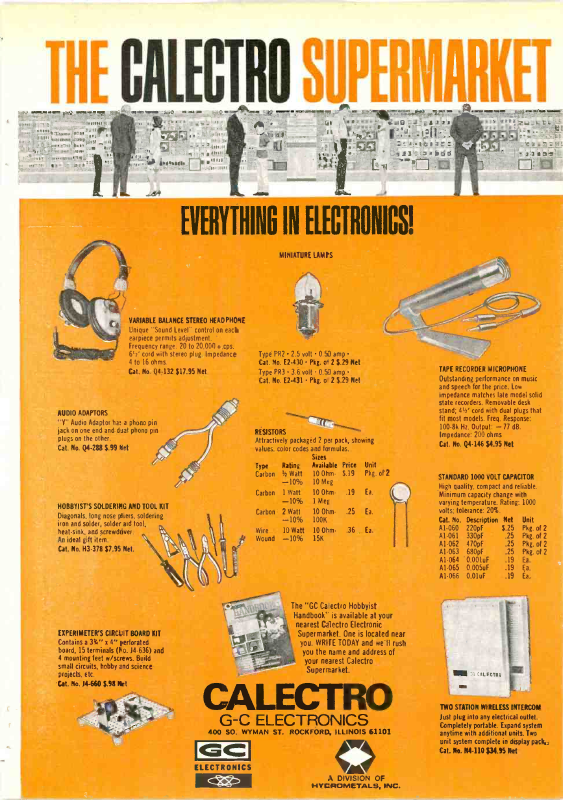 THE CALECTRO SUPERMARKET
EVERYTHING IN ELECTRONICS!
MINIATURE LAMPS
VARIABLE BALANCE STEREO HEADPHONE
Unique "Sound Level" control on each
earpiece permits adjustment.
Frequency range: 20 to 20,000 + cps.
6½' cord with stereo plug. Impedance
4 to 16 ohms.
Cat. No. Q4-132 $17.95 Net
Type PR2 • 2.5 volt • 0.50 amp •
Cat. No. E2-430 • Pkg. of 2 $.29 Net
Type PR3 • 3.6 volt • 0.50 amp •
Cat. No. E2-431 • Pkg. of 2 $.29 Net
TAPE RECORDER MICROPHONE
Outstanding performance on music
and speech for the price. Low
impedance matches late model solid
state recorders. Removable desk
stand; 4½' cord with dual plugs that
fit most models. Freq. Response:
100-8k Hz. Output: — 77 dB.
Impedance: 200 ohms
Cat. No. Q4-146 $4.95 Net
AUDIO ADAPTORS
"Y" Audio Adaptor has a phono pin
jack on one end and dual phono pin
plugs on the other.
Cat. No. Q4-288 $.99 Net
RESISTORS
Attractively packaged 2 per pack, showing
values, color codes and formulas.
Sizes
Type Rating Available Price Unit
Carbon ½ Watt 10 Ohm- $.19 Pkg. of 2
—10% 10 Meg
Carbon 1 Watt 10 Ohm- .19 Ea.
—10% 1 Meg
Carbon 2 Watt 10 Ohm- .25 Ea.
—10% 100K
Wire 10 Watt 10 Ohm- .36 Ea.
Wound —10% 15K
STANDARD 1000 VOLT CAPACITOR
High quality, compact and reliable.
Minimum capacity change with
varying temperature. Rating: 1000
volts; tolerance: 20%.
Cat. No. Description Net Unit
A1-060 220pF $.25 Pkg. of 2
A1-061 330pF .25 Pkg. of 2
A1-062 470pF .25 Pkg. of 2
A1-063 680pF .25 Pkg. of 2
A1-064 0.001uF .19 Ea.
A1-065 0.005uF .19 Ea.
A1-066 0.01uF .19 Ea.
HOBBYIST'S SOLDERING AND TOOL KIT
Diagonals, long nose pliers, soldering
iron and solder, solder aid tool,
heat-sink, and screwdriver.
An ideal gift item.
Cat. No. H3-378 $7.95 Net.
The "GC Calectro Hobbyist
Handbook" is available at your
nearest Calectro Electronic
Supermarket. One is located near
you. WRITE TODAY and we'll rush
you the name and address of
your nearest Calectro
Supermarket.
EXPERIMETER'S CIRCUIT BOARD KIT
Contains a 3¾" x 4" perforated
board, 15 terminals (No. J4-636) and
4 mounting feet w/screws. Build
small circuits, hobby and science
projects, etc.
Cat. No. J4-660 $.98 Net
CALECTRO
TWO STATION WIRELESS INTERCOM
Just plug into any electrical outlet.
Completely portable. Expand system
anytime with additional units. Two
unit system complete in display pack.
Cat. No. N4-110 $34.95 Net
CALECTRO
G-C ELECTRONICS
400 SO. WYMAN ST. ROCKFORD, ILLINOIS 61101
GC
ELECTRONICS
A DIVISION OF
HYDROMETALS, INC.